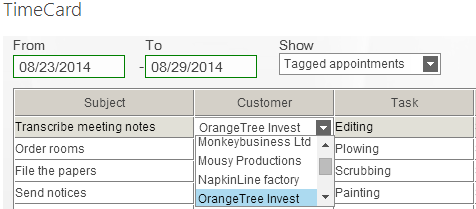 TimeCard
From To Show
08/23/2014 - 08/29/2014 Tagged appointments
Subject Customer Task
Transcribe meeting notes OrangeTree Invest Editing
Order rooms Monkeybusiness Ltd Plowing
File the papers Mousy Productions Scrubbing
Send notices NapkinLine factory Painting
OrangeTree Invest